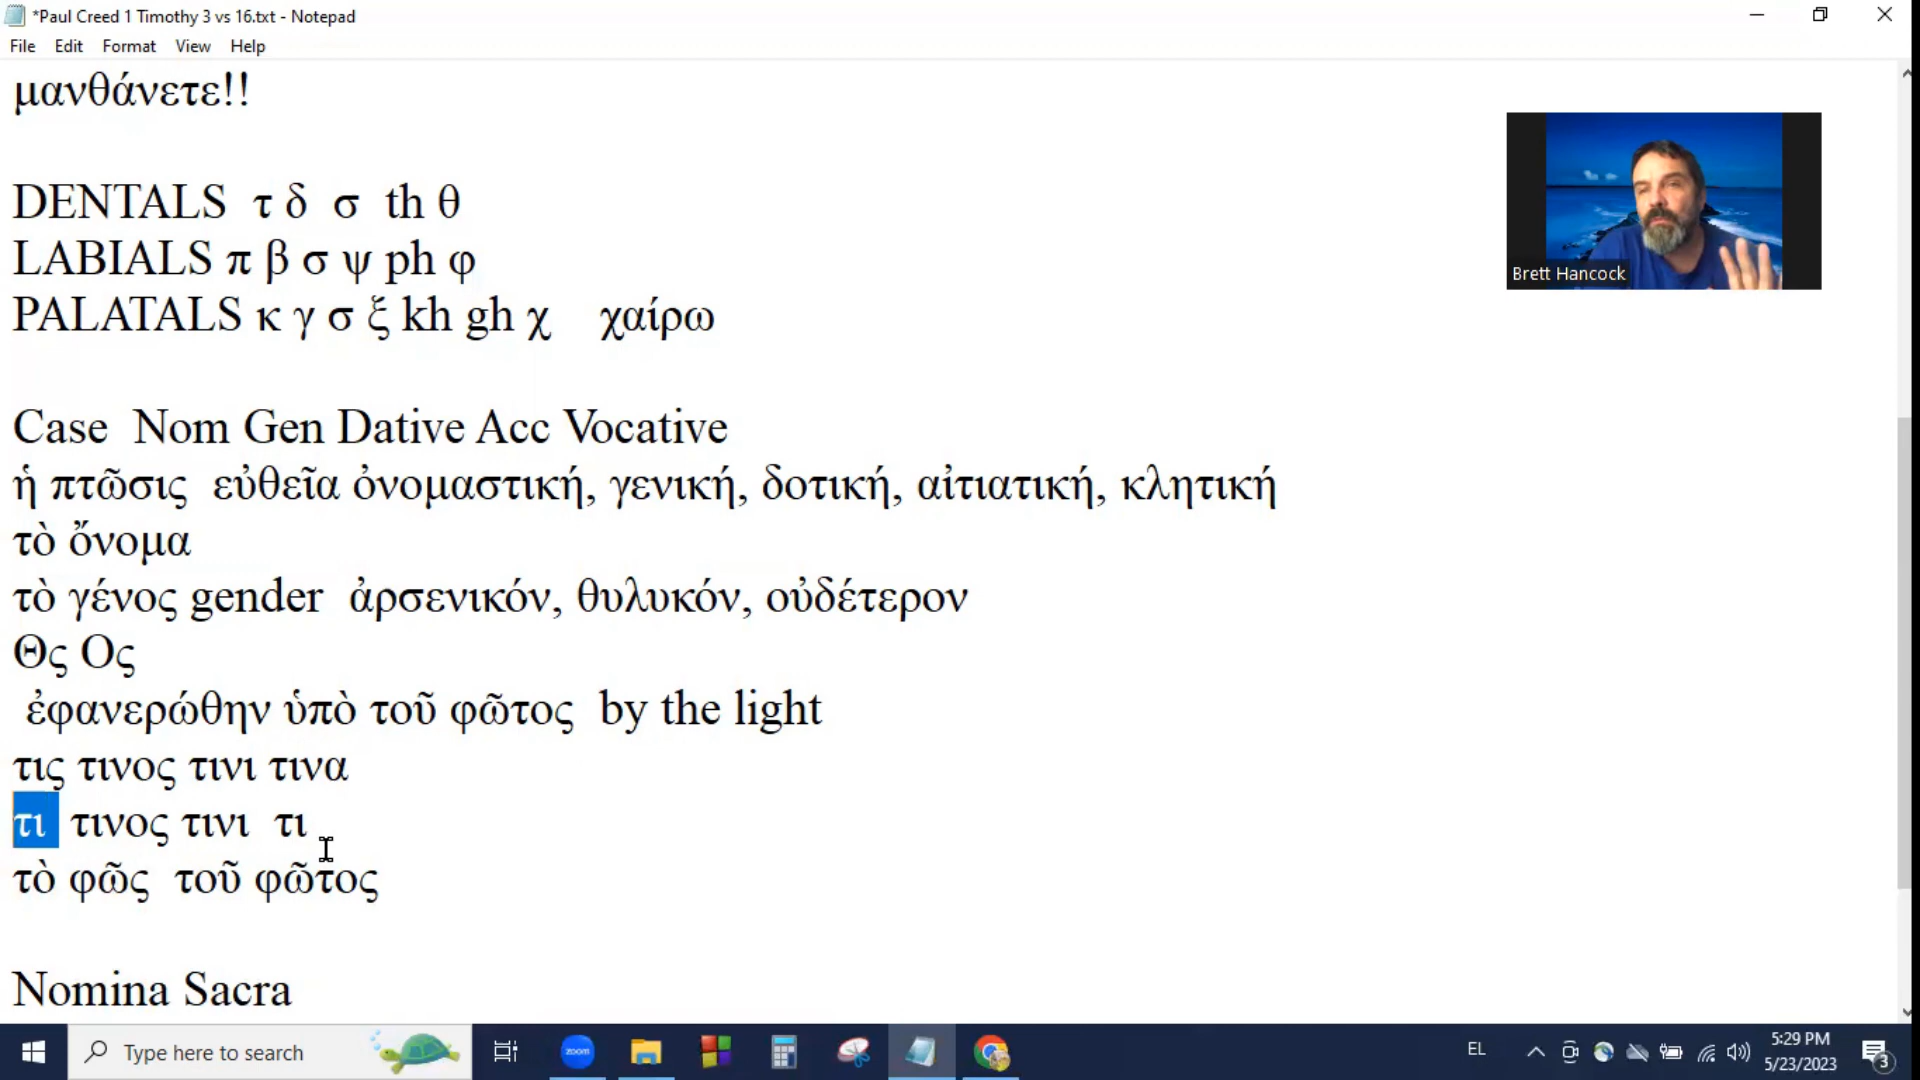 *Paul Creed 1 Timothy 3 vs 16.txt - Notepad
File Edit Format View Help
μανθάνετε!!
DENTALS τ δ σ th θ
LABIALS π β σ ψ ph φ
PALATALS κ γ σ ξ kh gh χ χαίρω
Case Nom Gen Dative Acc Vocative
ἡ πτῶσις εὐθεῖα ὀνομαστική, γενική, δοτική, αἰτιατική, κλητική
τὸ ὄνομα
τὸ γένος gender ἀρσενικόν, θυλυκόν, οὐδέτερον
Θς Ος
ἐφανερώθην ὑπὸ τοῦ φῶτος by the light
τις τινος τινι τινα
τι τινος τινι τι
τὸ φῶς τοῦ φῶτος
Nomina Sacra
Brett Hancock
Type here to search
zoom
EL
5:29 PM
5/23/2023
3